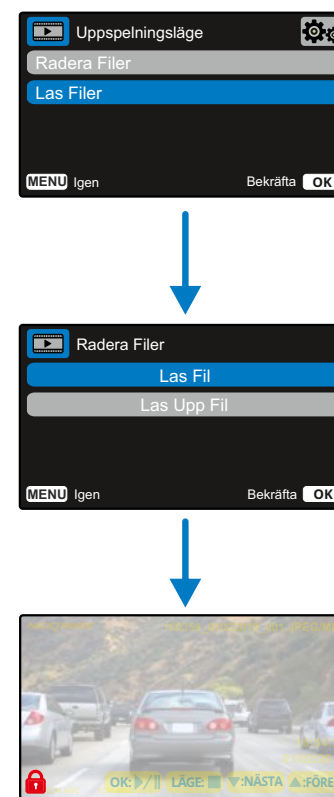 Uppspelningsläge
Radera Filer
Las Filer
MENU Igen Bekräfta OK
Radera Filer
Las Fil
Las Upp Fil
MENU Igen Bekräfta OK
OK: LÄGE: :NÄSTA :FÖRE